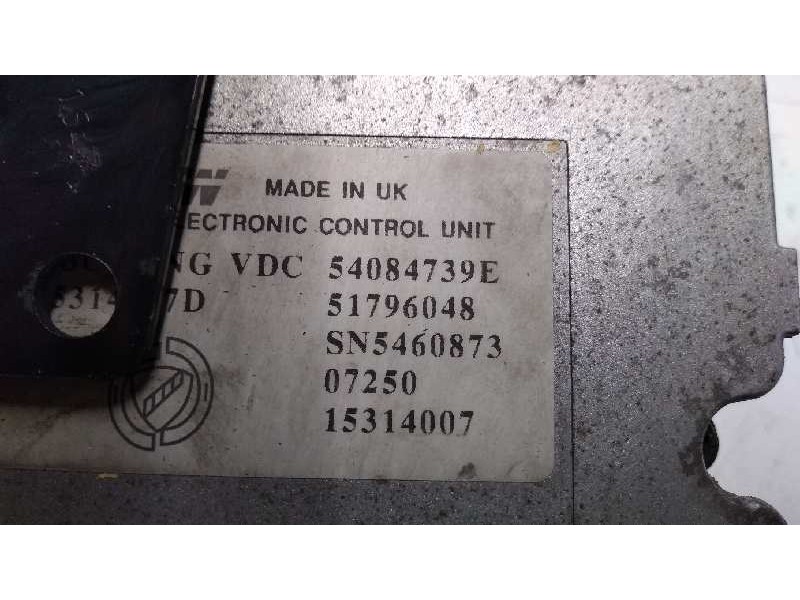 MADE IN UK
ECTRONIC CONTROL UNIT
NG VDC 54084739E
7D 51796048
SN5460873
07250
15314007